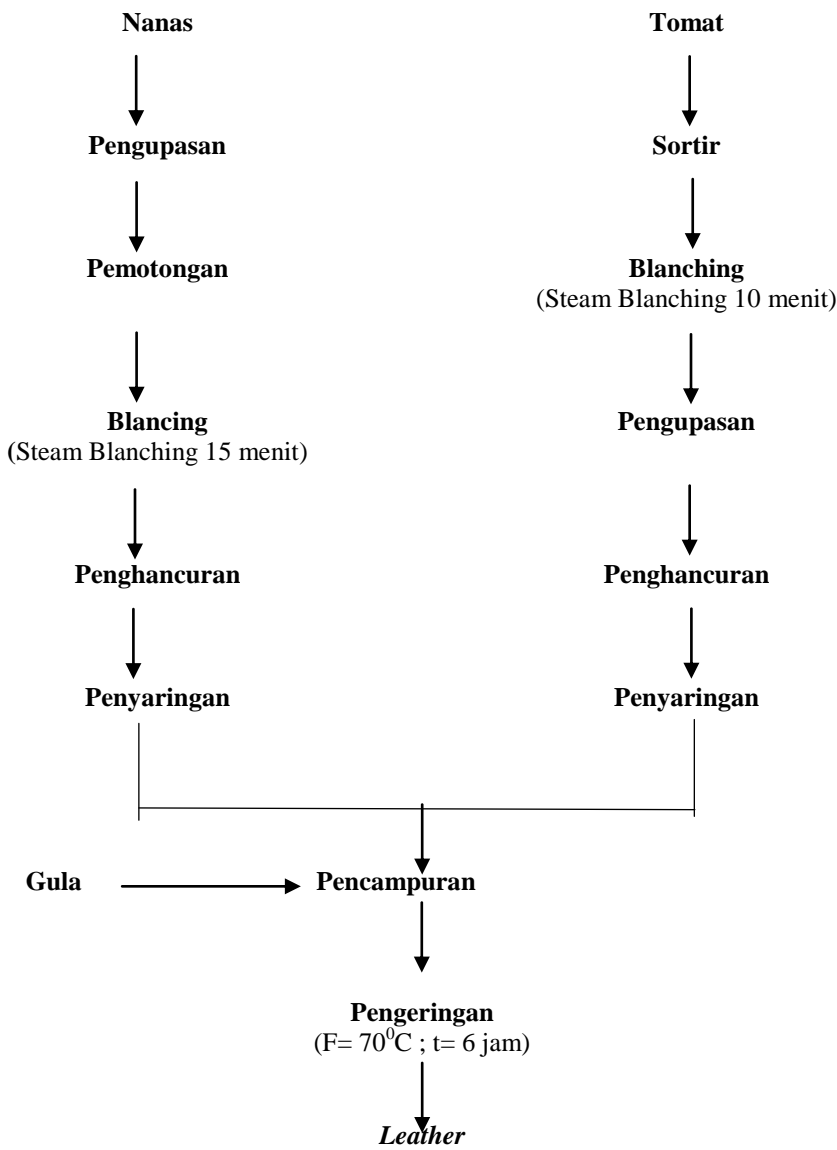 Nanas
Pengupasan
Pemotongan
Blancing
(Steam Blanching 15 menit)
Penghancuran
Penyaringan
Tomat
Sortir
Blanching
(Steam Blanching 10 menit)
Pengupasan
Penghancuran
Penyaringan
Gula
Pencampuran
Pengeringan
(F= 70⁰C ; t= 6 jam)
Leather